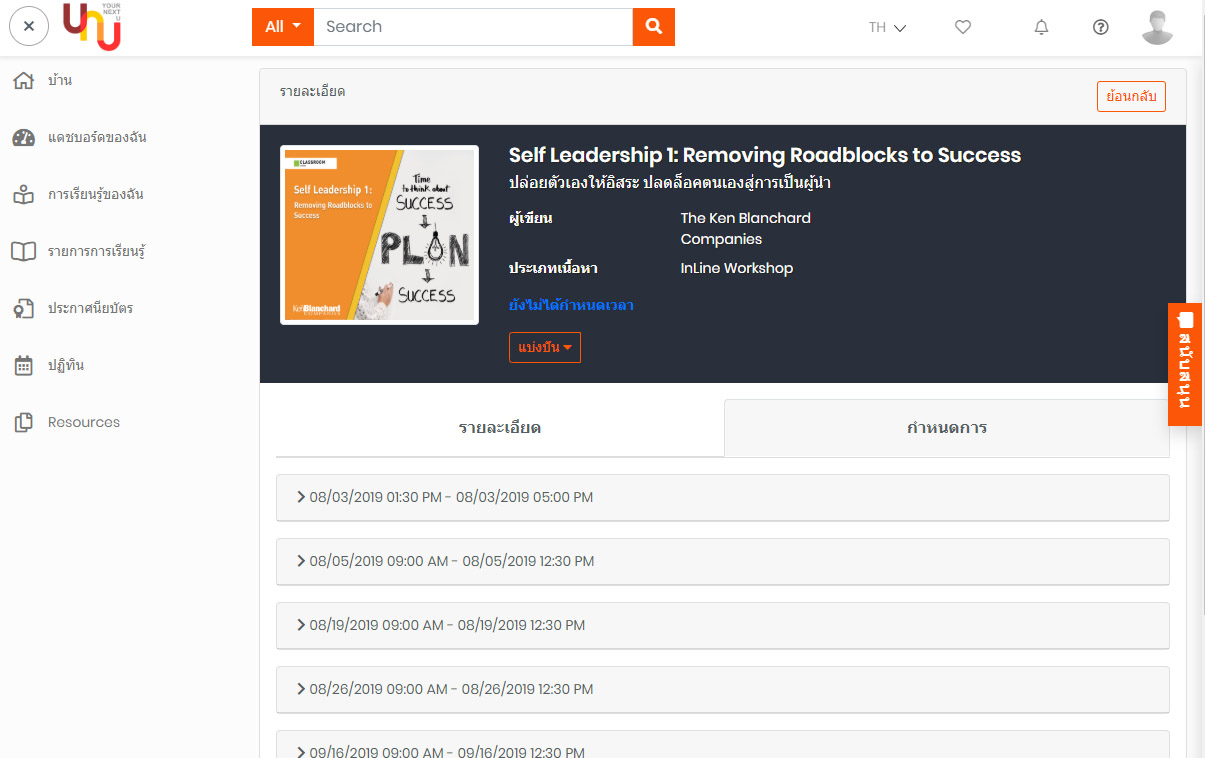 YOUR
NEXT
U
unu
All
Search
TH
บ้าน
แดชบอร์ดของฉัน
การเรียนรู้ของฉัน
รายการการเรียนรู้
ประกาศนียบัตร
ปฏิทิน
Resources
รายละเอียด
ย้อนกลับ
CLASSROOM
Self Leadership 1:
Removing Roadblocks to
Success
Time
to think about
SUCCESS
PLAN
SUCCESS
KenBlanchard
COMPANIES
Self Leadership 1: Removing Roadblocks to Success
ปล่อยตัวเองให้อิสระ ปลดล็อคตนเองสู่การเป็นผู้นำ
ผู้เขียน
The Ken Blanchard
Companies
ประเภทเนื้อหา
InLine Workshop
ยังไม่ได้กำหนดเวลา
แบ่งปัน
รายละเอียด
กำหนดการ
08/03/2019 01:30 PM - 08/03/2019 05:00 PM
08/05/2019 09:00 AM - 08/05/2019 12:30 PM
08/19/2019 09:00 AM - 08/19/2019 12:30 PM
08/26/2019 09:00 AM - 08/26/2019 12:30 PM
09/16/2019 09:00 AM - 09/16/2019 12:30 PM